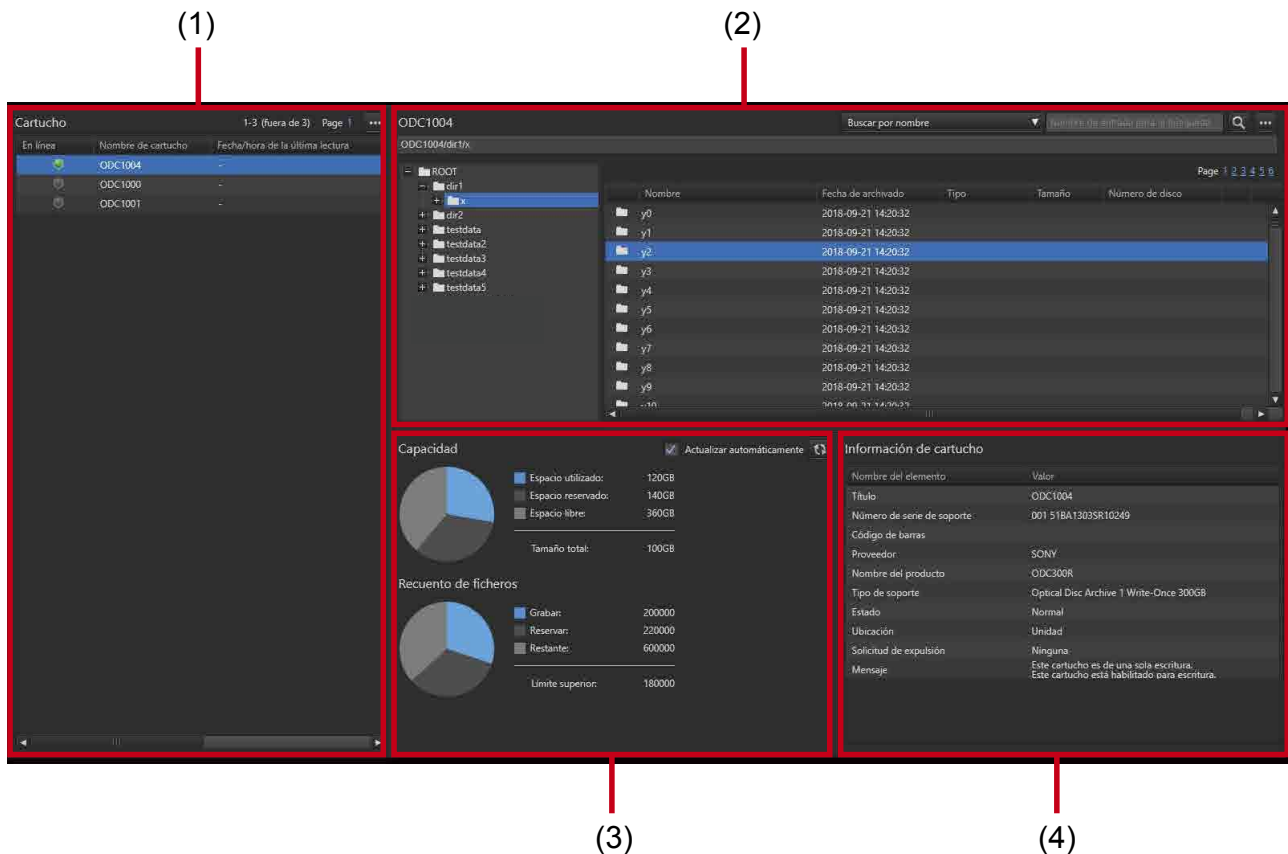 (1)
(2)
Cartucho 1-3 (fuera de 3) Page 1 •••
En línea Nombre de cartucho Fecha/hora de la última lectura
ODC1004 -
ODC1000 -
ODC1001 -
ODC1004 Buscar por nombre •••
ODC1004/dir1/x
ROOT
dir1
x
dir2
testdata
testdata2
testdata3
testdata4
testdata5
Page 1 2 3 4 5 6
Nombre Fecha de archivado Tipo Tamaño Número de disco
y0 2018-09-21 14:20:32
y1 2018-09-21 14:20:32
y2 2018-09-21 14:20:32
y3 2018-09-21 14:20:32
y4 2018-09-21 14:20:32
y5 2018-09-21 14:20:32
y6 2018-09-21 14:20:32
y7 2018-09-21 14:20:32
y8 2018-09-21 14:20:32
y9 2018-09-21 14:20:32
y10 2018-09-21 14:20:32
Capacidad Actualizar automáticamente
Espacio utilizado: 120GB
Espacio reservado: 140GB
Espacio libre: 360GB
Tamaño total: 100GB
Recuento de ficheros
Grabar: 200000
Reservar: 220000
Restante: 600000
Límite superior: 180000
Información de cartucho
Nombre del elemento Valor
Título ODC1004
Número de serie de soporte 001 51BA1303SR10249
Código de barras
Proveedor SONY
Nombre del producto ODC300R
Tipo de soporte Optical Disc Archive 1 Write-Once 300GB
Estado Normal
Ubicación Unidad
Solicitud de expulsión Ninguna
Mensaje Este cartucho es de una sola escritura.
Este cartucho está habilitado para escritura.
(3)
(4)